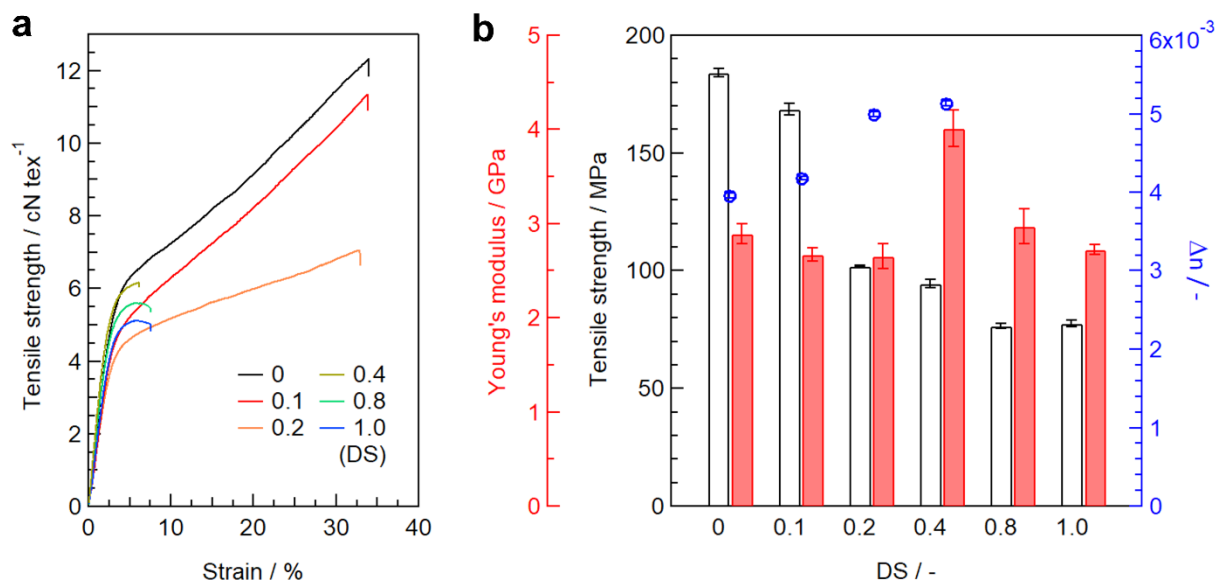 a
Tensile strength / cN tex⁻¹
12
10
8
6
4
2
0
0 10 20 30 40
Strain / %
0 0.4
0.1 0.8
0.2 1.0
(DS)
b
Young's modulus / GPa
5
4
3
2
1
0
Tensile strength / MPa
200
150
100
50
0
0 0.1 0.2 0.4 0.8 1.0
DS / -
6x10⁻³
5
4
3
2
1
0
Δn / -